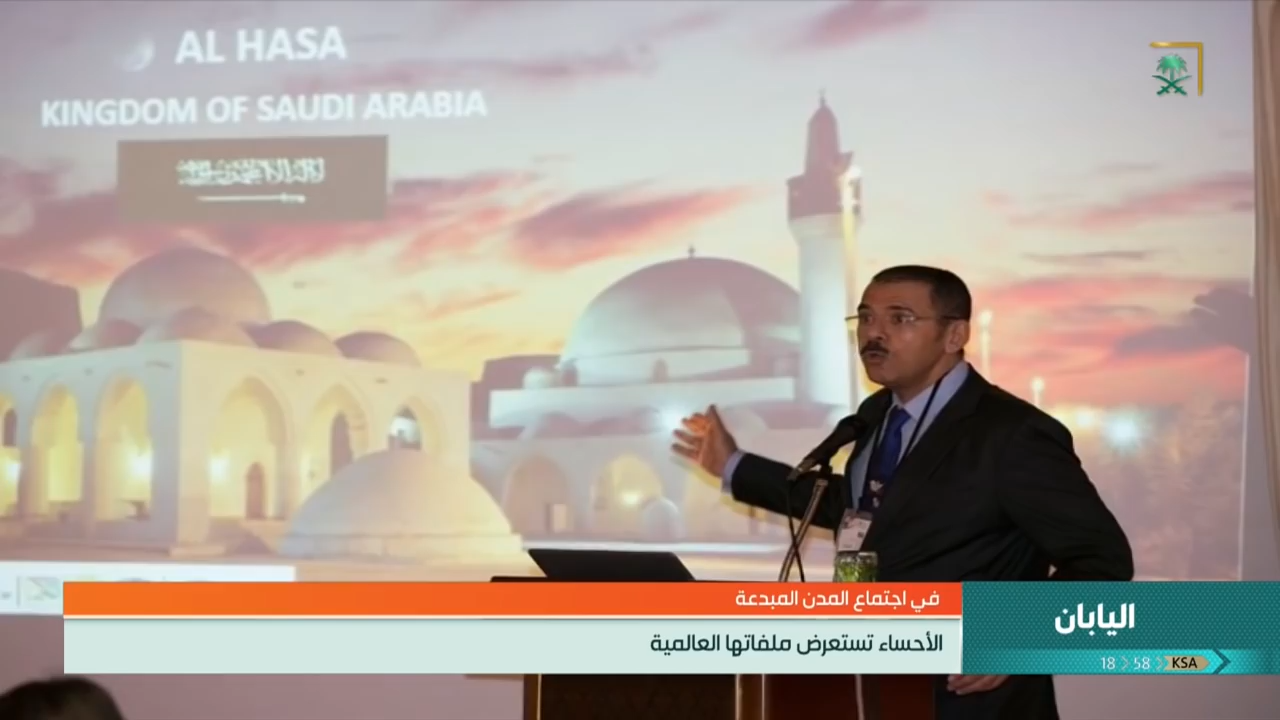 AL HASA
KINGDOM OF SAUDI ARABIA
في اجتماع المدن المبدعة
اليابان
الأحساء تستعرض ملفاتها العالمية
18 58 KSA